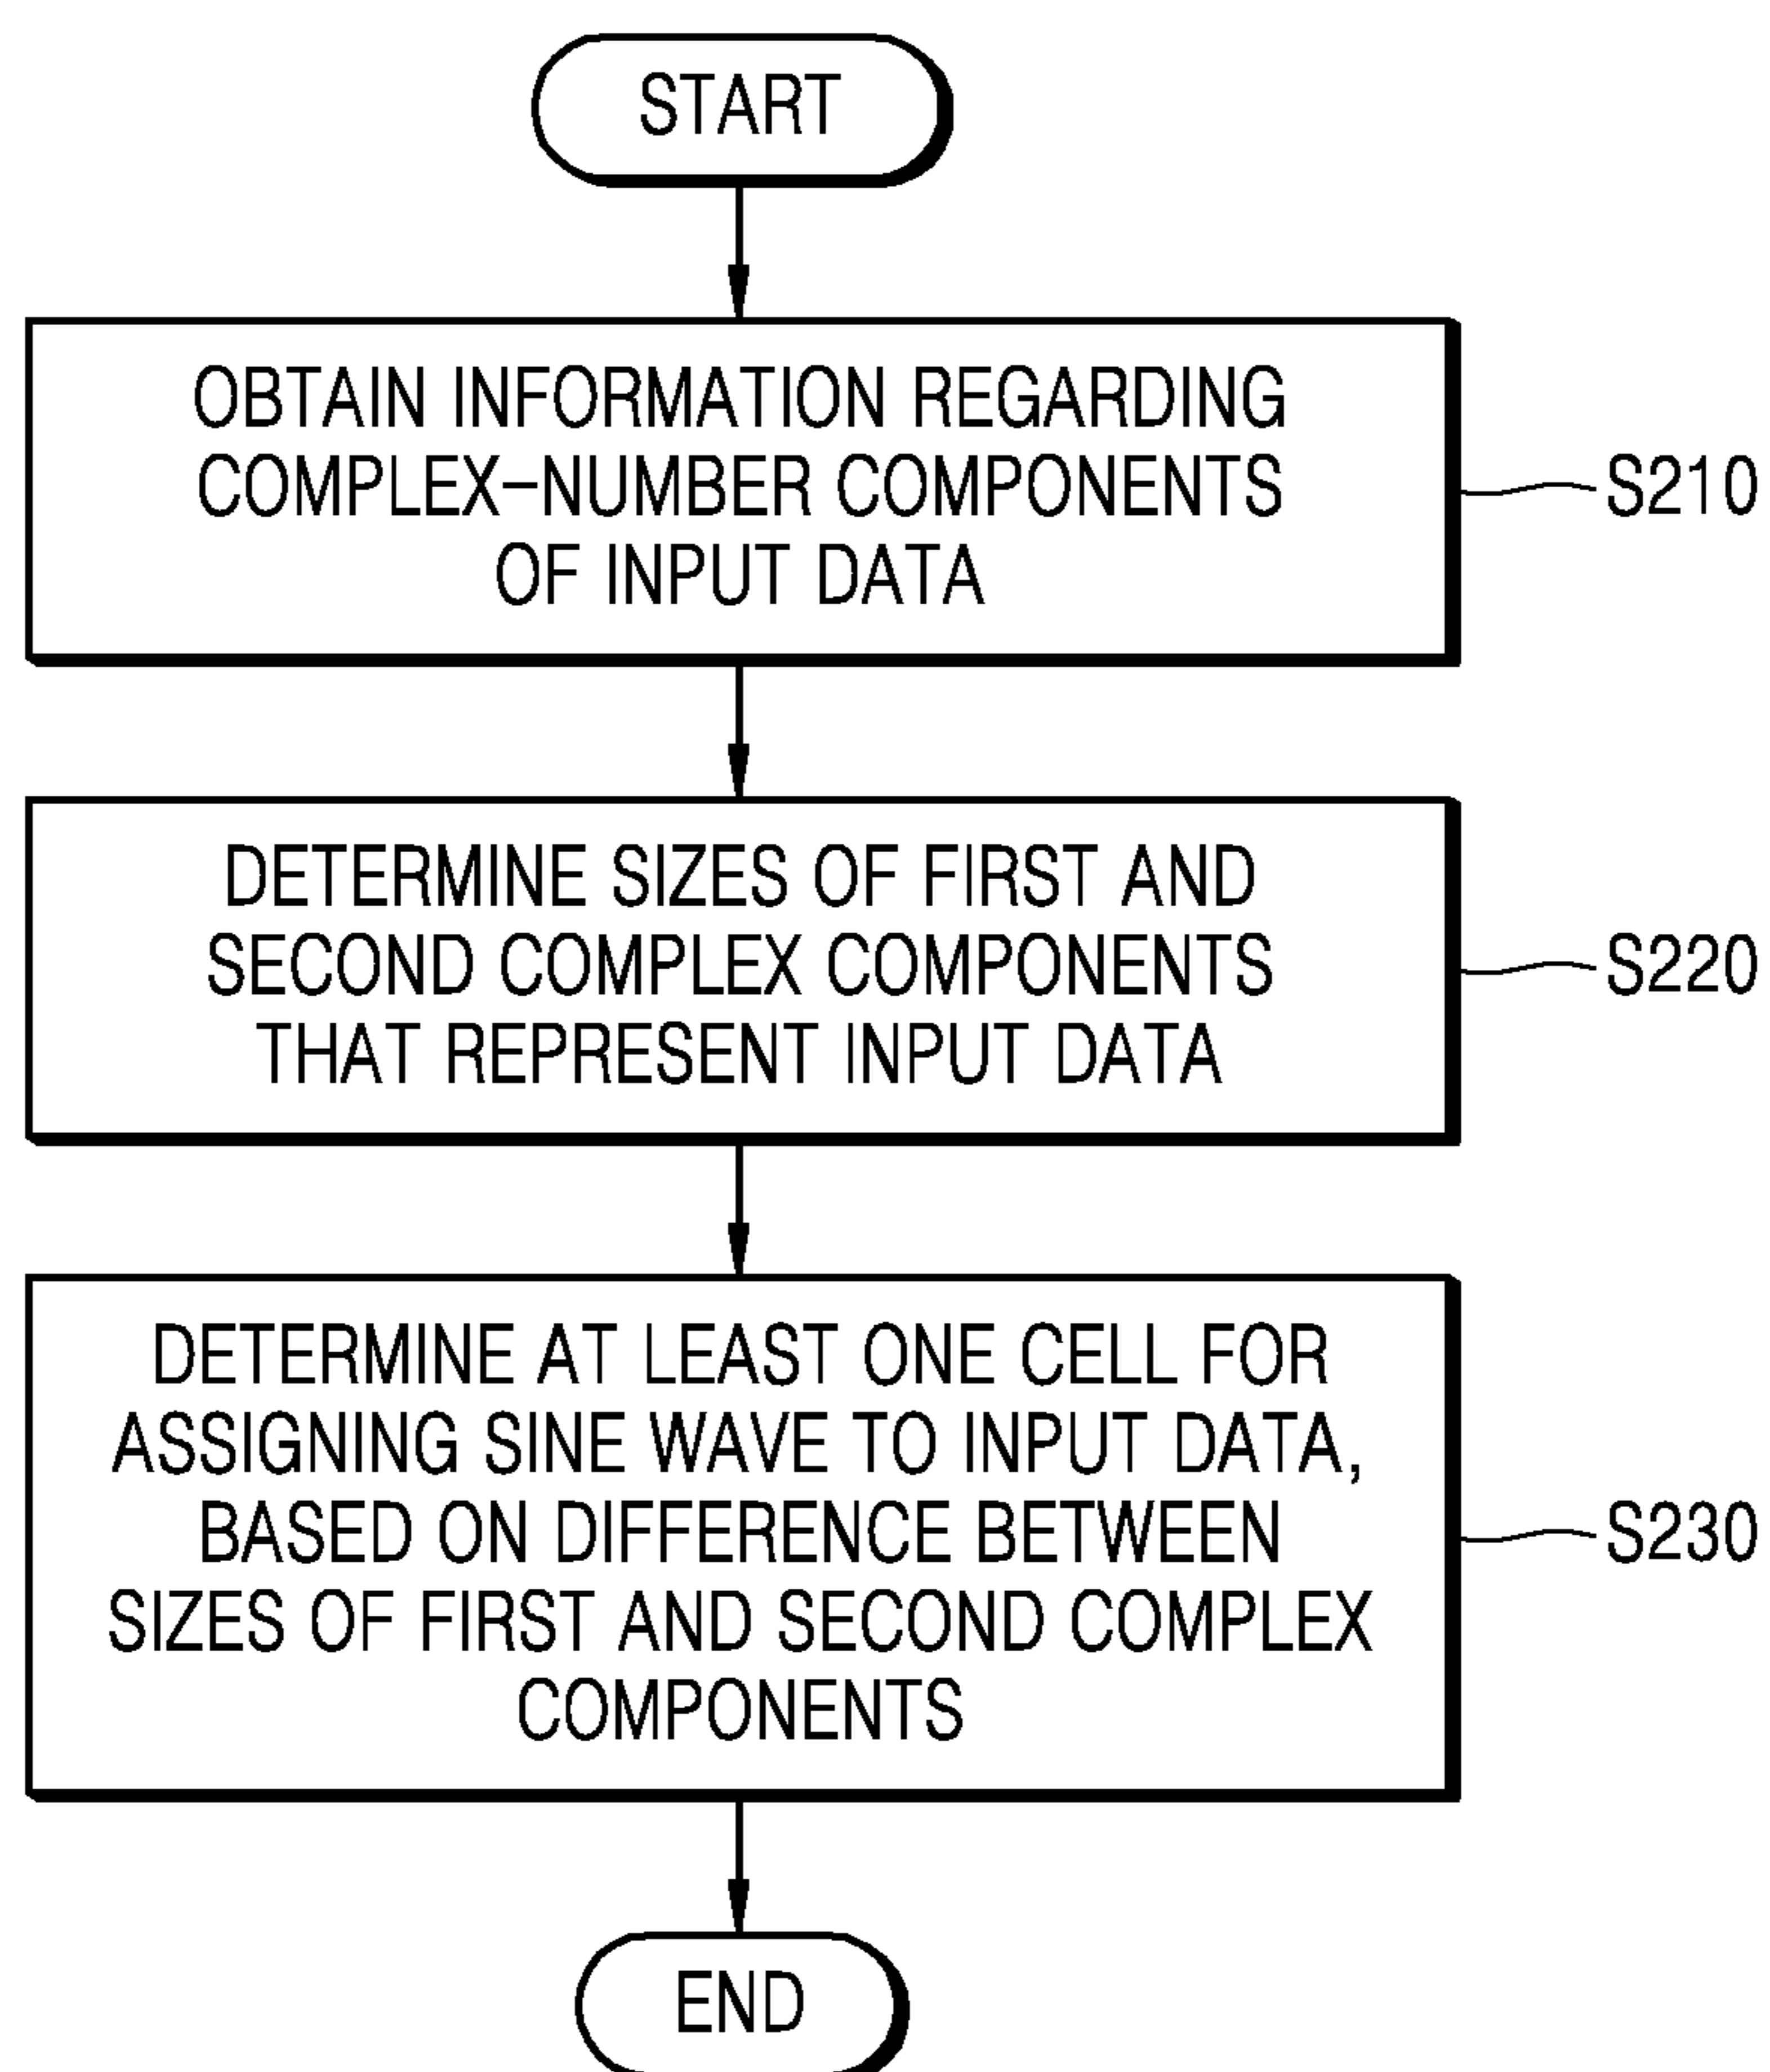 START
OBTAIN INFORMATION REGARDING
COMPLEX-NUMBER COMPONENTS
OF INPUT DATA
S210
DETERMINE SIZES OF FIRST AND
SECOND COMPLEX COMPONENTS
THAT REPRESENT INPUT DATA
S220
DETERMINE AT LEAST ONE CELL FOR
ASSIGNING SINE WAVE TO INPUT DATA,
BASED ON DIFFERENCE BETWEEN
SIZES OF FIRST AND SECOND COMPLEX
COMPONENTS
S230
END